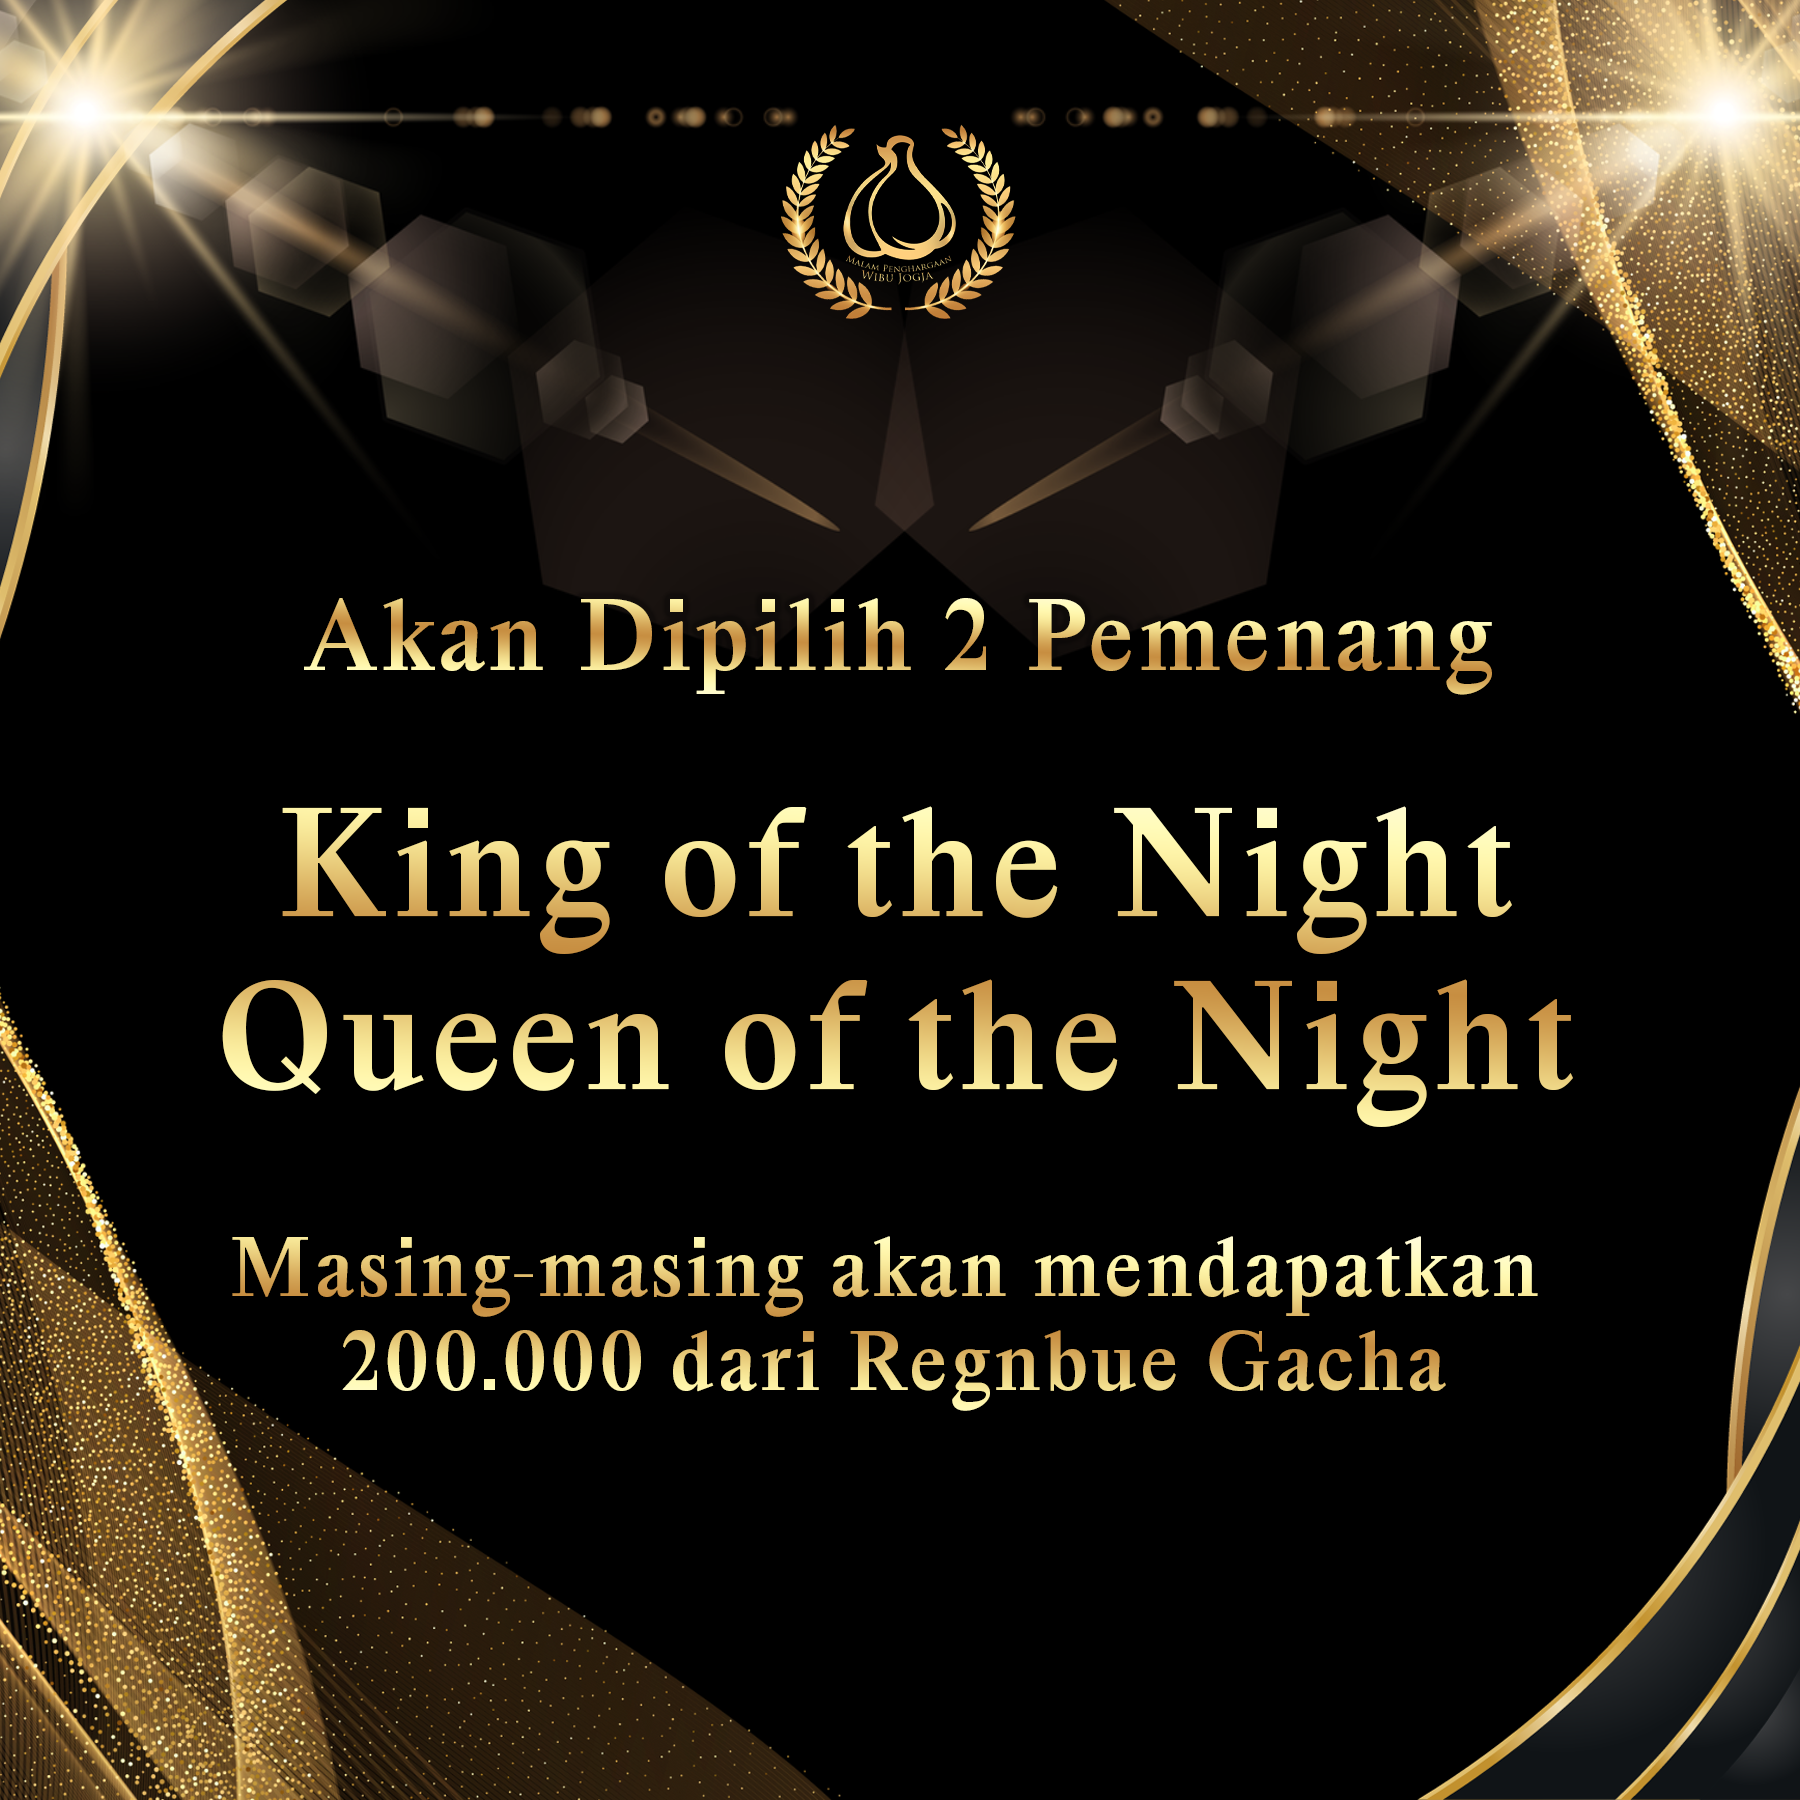 MALAM PENGHARGAAN
WIBU JOGJA
Akan Dipilih 2 Pemenang
King of the Night
Queen of the Night
Masing-masing akan mendapatkan
200.000 dari Regnbue Gacha